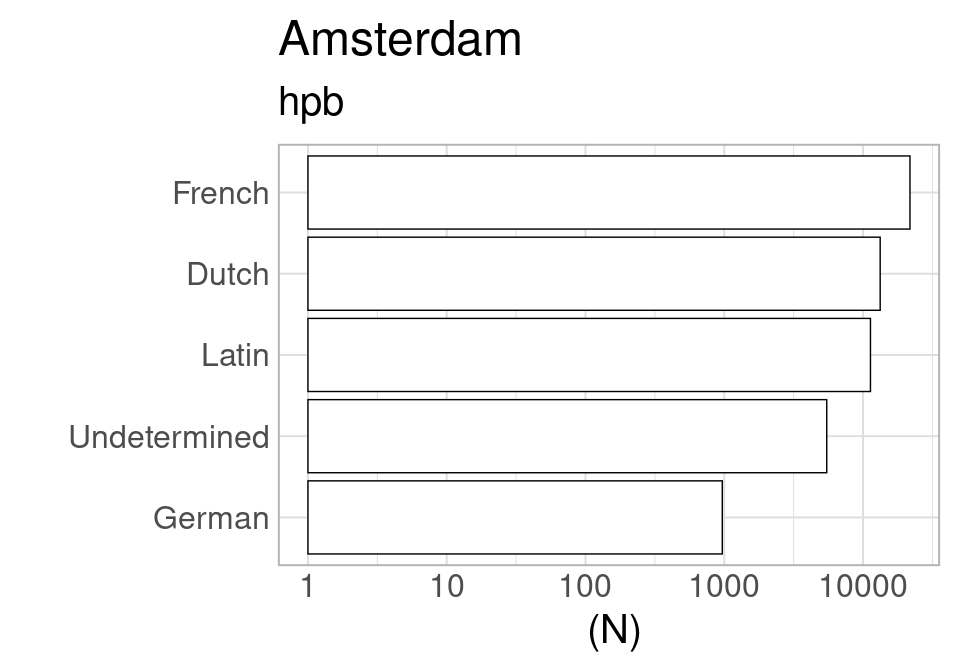 Amsterdam
hpb
French
Dutch
Latin
Undetermined
German
1 10 100 1000 10000
(N)